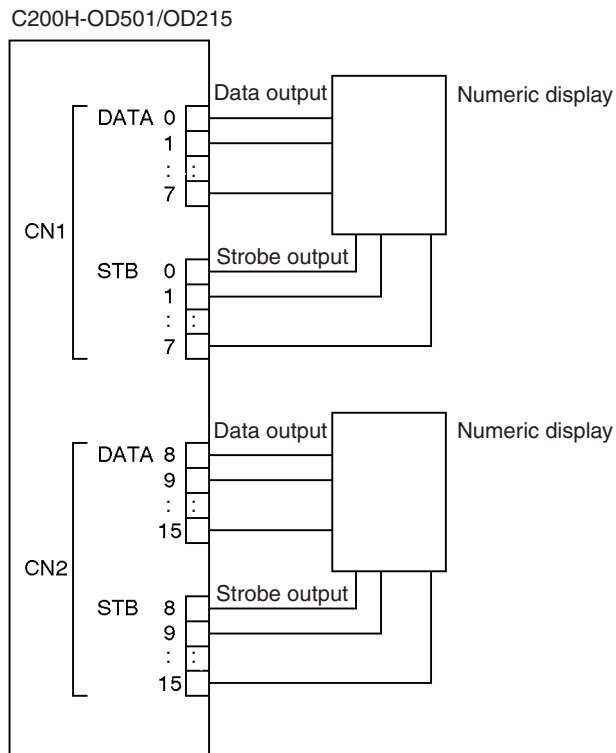 C200H-OD501/OD215
Data output
Numeric display
DATA 0
1
: :
7
CN1
Strobe output
STB 0
1
: :
7
Data output
Numeric display
DATA 8
9
: :
15
CN2
Strobe output
STB 8
9
: :
15